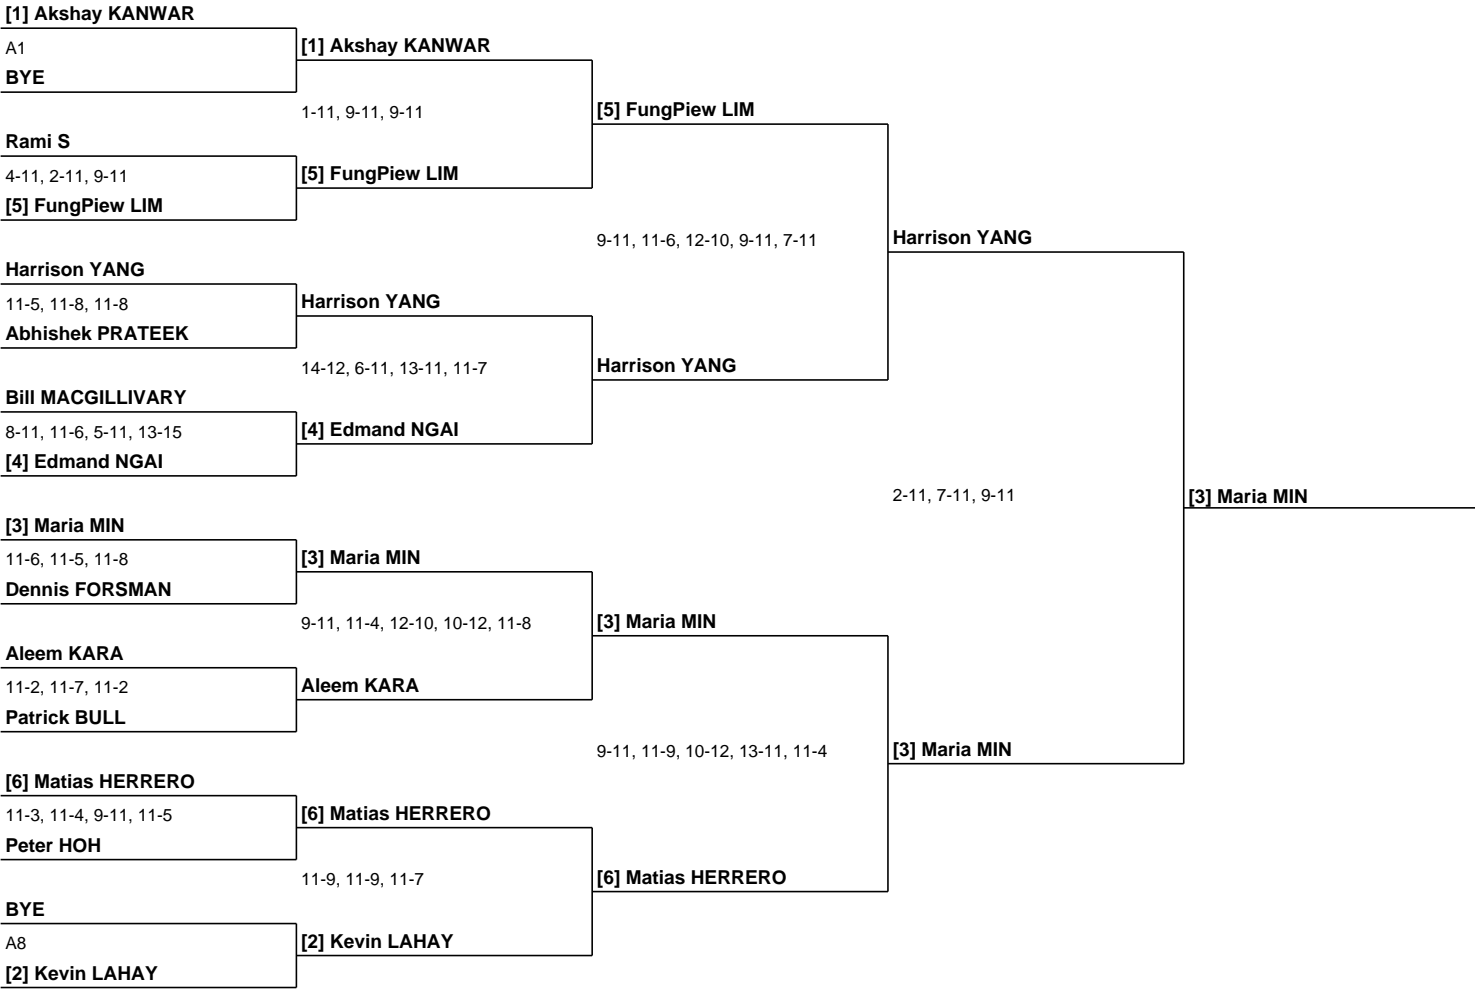 [1] Akshay KANWAR
A1
[1] Akshay KANWAR
BYE
1-11, 9-11, 9-11
[5] FungPiew LIM
Rami S
4-11, 2-11, 9-11
[5] FungPiew LIM
[5] FungPiew LIM
9-11, 11-6, 12-10, 9-11, 7-11
Harrison YANG
Harrison YANG
11-5, 11-8, 11-8
Harrison YANG
Abhishek PRATEEK
14-12, 6-11, 13-11, 11-7
Harrison YANG
Bill MACGILLIVARY
8-11, 11-6, 5-11, 13-15
[4] Edmand NGAI
[4] Edmand NGAI
2-11, 7-11, 9-11
[3] Maria MIN
[3] Maria MIN
11-6, 11-5, 11-8
[3] Maria MIN
Dennis FORSMAN
9-11, 11-4, 12-10, 10-12, 11-8
[3] Maria MIN
Aleem KARA
11-2, 11-7, 11-2
Aleem KARA
Patrick BULL
9-11, 11-9, 10-12, 13-11, 11-4
[3] Maria MIN
[6] Matias HERRERO
11-3, 11-4, 9-11, 11-5
[6] Matias HERRERO
Peter HOH
11-9, 11-9, 11-7
[6] Matias HERRERO
BYE
A8
[2] Kevin LAHAY
[2] Kevin LAHAY